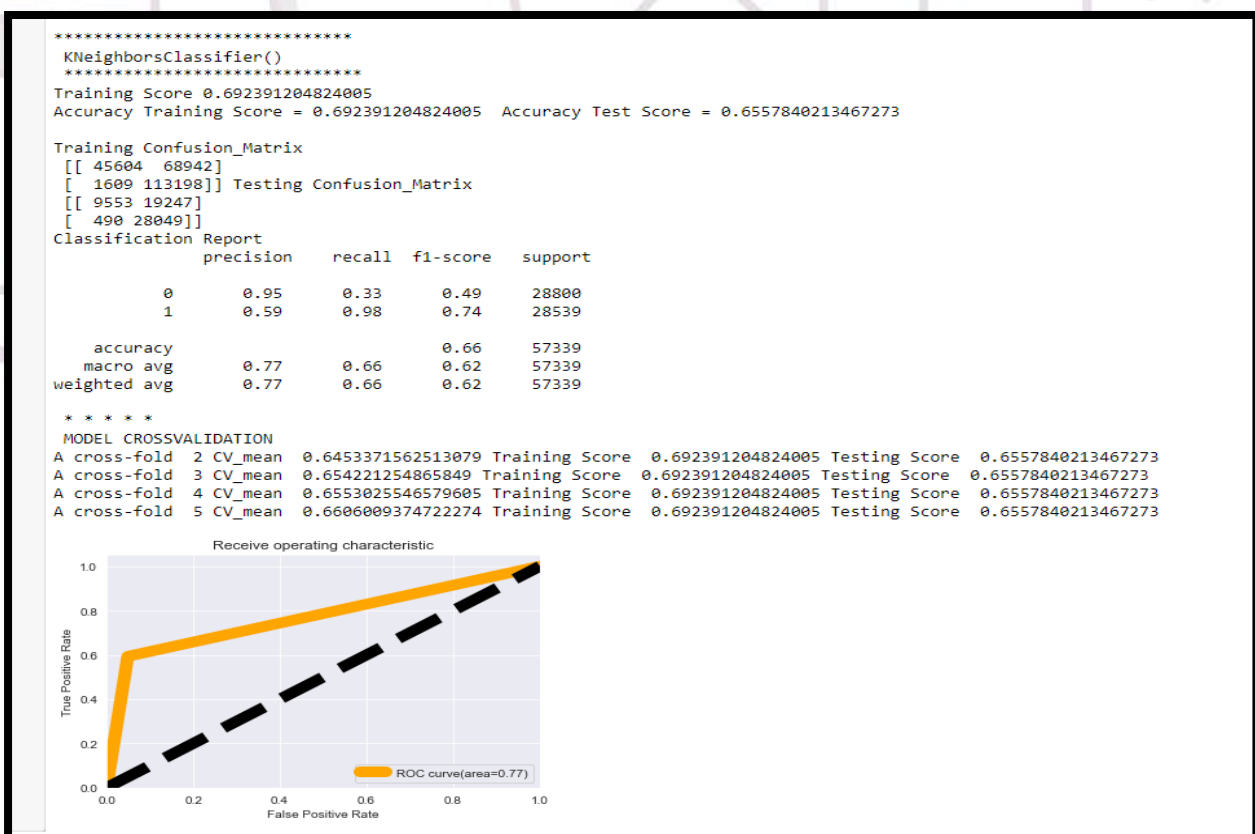 ******************************
KNeighborsClassifier()
******************************
Training Score 0.692391204824005
Accuracy Training Score = 0.692391204824005  Accuracy Test Score = 0.6557840213467273
Training Confusion_Matrix
[[ 45604  68942]
[  1609 113198]] Testing Confusion_Matrix
[[ 9553 19247]
[  490 28049]]
Classification Report
precision    recall  f1-score   support
0       0.95      0.33      0.49     28800
1       0.59      0.98      0.74     28539
accuracy                           0.66     57339
macro avg       0.77      0.66      0.62     57339
weighted avg       0.77      0.66      0.62     57339
* * * * *
MODEL CROSSVALIDATION
A cross-fold  2 CV_mean  0.6453371562513079 Training Score  0.692391204824005 Testing Score  0.6557840213467273
A cross-fold  3 CV_mean  0.654221254865849 Training Score  0.692391204824005 Testing Score  0.6557840213467273
A cross-fold  4 CV_mean  0.6553025546579605 Training Score  0.692391204824005 Testing Score  0.6557840213467273
A cross-fold  5 CV_mean  0.6606009374722274 Training Score  0.692391204824005 Testing Score  0.6557840213467273
Receive operating characteristic
1.0
0.8
0.6
0.4
0.2
0.0
True Positive Rate
ROC curve(area=0.77)
0.0 0.2 0.4 0.6 0.8 1.0
False Positive Rate